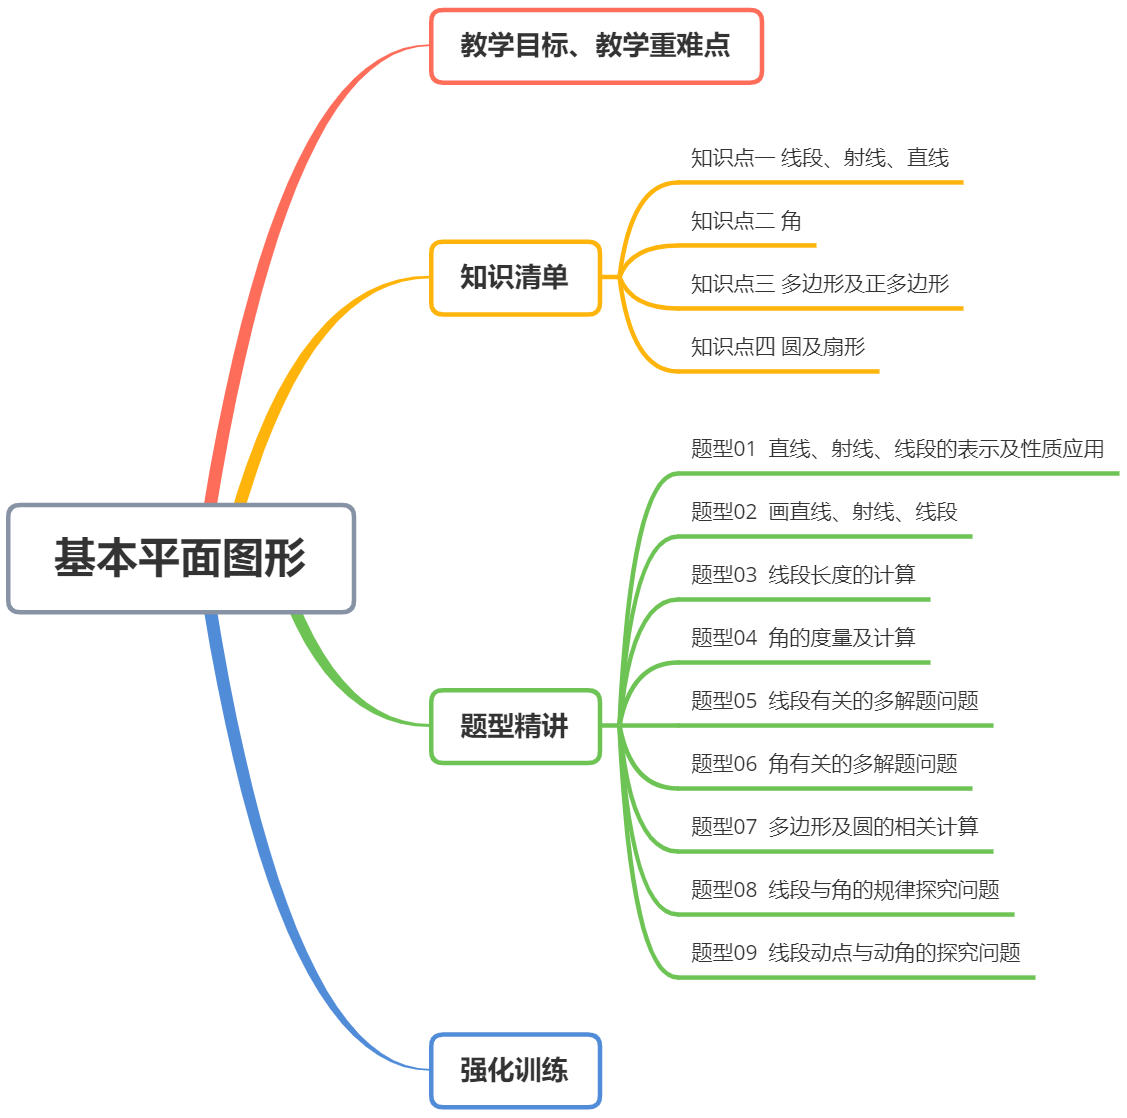 教学目标、教学重难点
知识点一 线段、射线、直线
知识点二 角
知识清单
知识点三 多边形及正多边形
知识点四 圆及扇形
题型01 直线、射线、线段的表示及性质应用
题型02 画直线、射线、线段
基本平面图形
题型03 线段长度的计算
题型04 角的度量及计算
题型05 线段有关的多解题问题
题型精讲
题型06 角有关的多解题问题
题型07 多边形及圆的相关计算
题型08 线段与角的规律探究问题
题型09 线段动点与动角的探究问题
强化训练